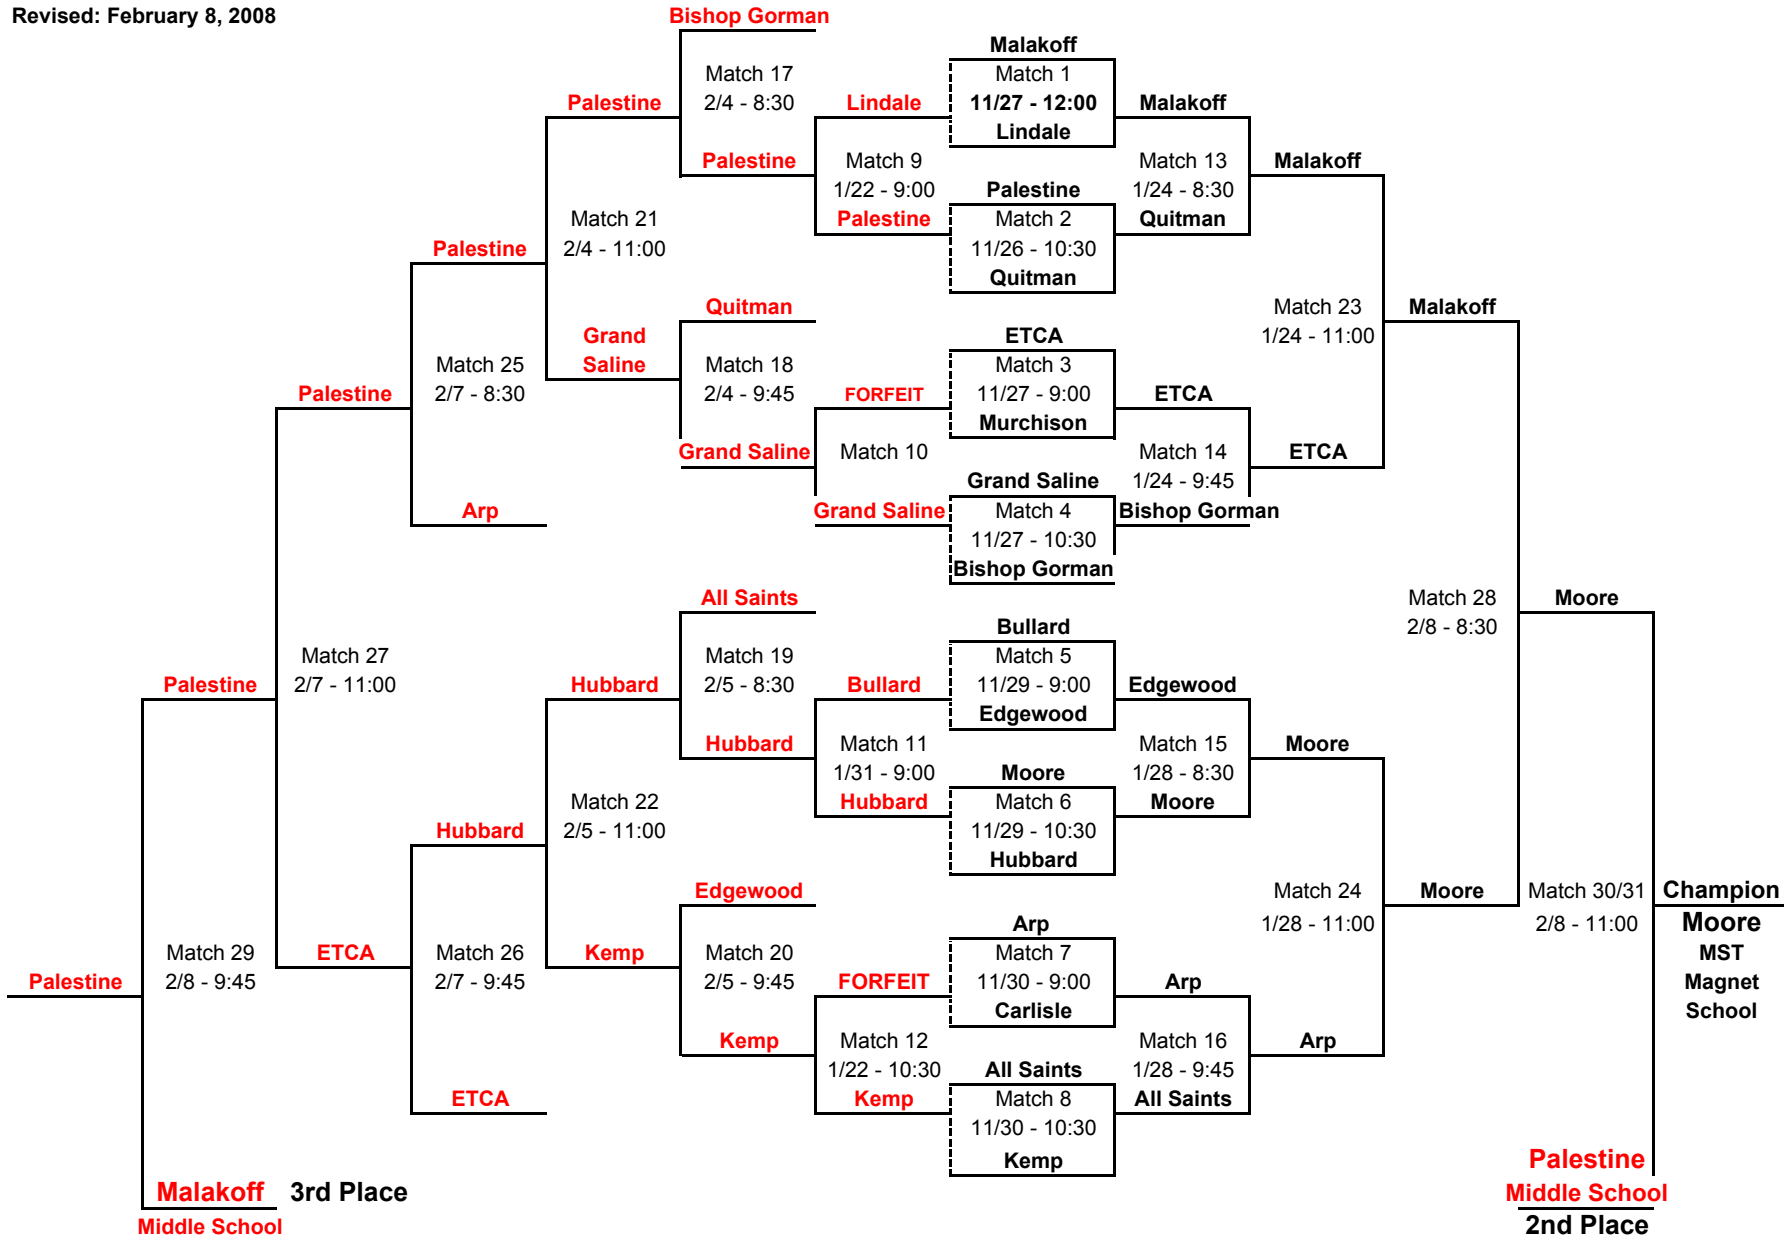 Revised: February 8, 2008
Bishop Gorman
Malakoff
Match 17
Match 1
Palestine
2/4 - 8:30
Lindale
11/27 - 12:00
Malakoff
Lindale
Palestine
Match 9
Match 13
Malakoff
1/22 - 9:00
Palestine
1/24 - 8:30
Match 21
Palestine
Match 2
Quitman
Palestine
2/4 - 11:00
11/26 - 10:30
Quitman
Quitman
Match 23
Malakoff
Grand
ETCA
1/24 - 11:00
Match 25
Saline
Match 18
Match 3
Palestine
2/7 - 8:30
2/4 - 9:45
FORFEIT
11/27 - 9:00
ETCA
Murchison
Grand Saline
Match 10
Match 14
ETCA
Grand Saline
1/24 - 9:45
Arp
Grand Saline
Match 4
Bishop Gorman
11/27 - 10:30
Bishop Gorman
All Saints
Match 28
Moore
Bullard
2/8 - 8:30
Match 27
Match 19
Match 5
Palestine
2/7 - 11:00
Hubbard
2/5 - 8:30
Bullard
11/29 - 9:00
Edgewood
Edgewood
Hubbard
Match 11
Match 15
Moore
1/31 - 9:00
Moore
1/28 - 8:30
Match 22
Hubbard
Match 6
Moore
Hubbard
2/5 - 11:00
11/29 - 10:30
Hubbard
Edgewood
Match 24
Moore
Match 30/31
Champion
Arp
1/28 - 11:00
2/8 - 11:00
Moore
Match 29
ETCA
Match 26
Kemp
Match 20
Match 7
MST
Palestine
2/8 - 9:45
2/7 - 9:45
2/5 - 9:45
FORFEIT
11/30 - 9:00
Arp
Magnet
Carlisle
School
Kemp
Match 12
Match 16
Arp
1/22 - 10:30
All Saints
1/28 - 9:45
ETCA
Kemp
Match 8
All Saints
11/30 - 10:30
Kemp
Palestine
Malakoff
3rd Place
Middle School
Middle School
2nd Place